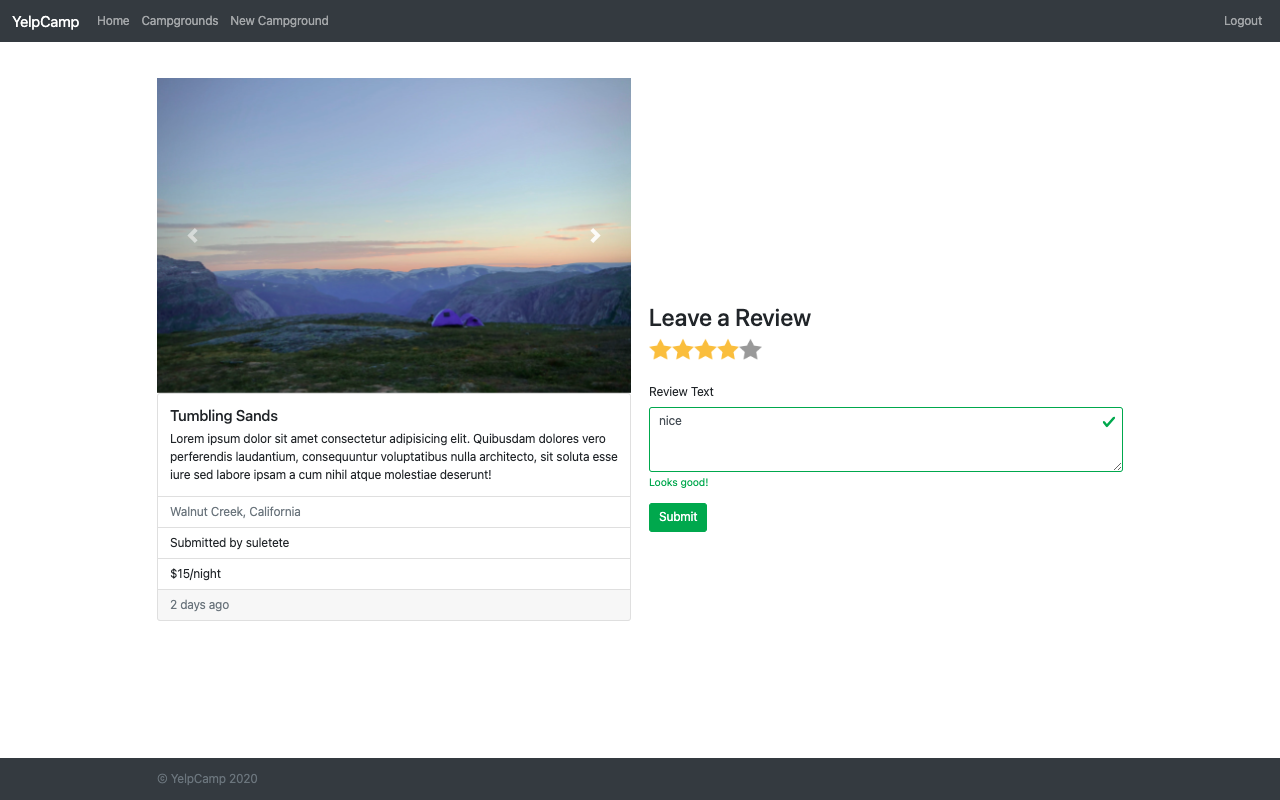 YelpCamp Home Campgrounds New Campground Logout
Tumbling Sands
Lorem ipsum dolor sit amet consectetur adipisicing elit. Quibusdam dolores vero
perferendis laudantium, consequuntur voluptatibus nulla architecto, sit soluta esse
iure sed labore ipsam a cum nihil atque molestiae deserunt!
Walnut Creek, California
Submitted by suletete
$15/night
2 days ago
Leave a Review
Review Text
nice
Looks good!
Submit
© YelpCamp 2020